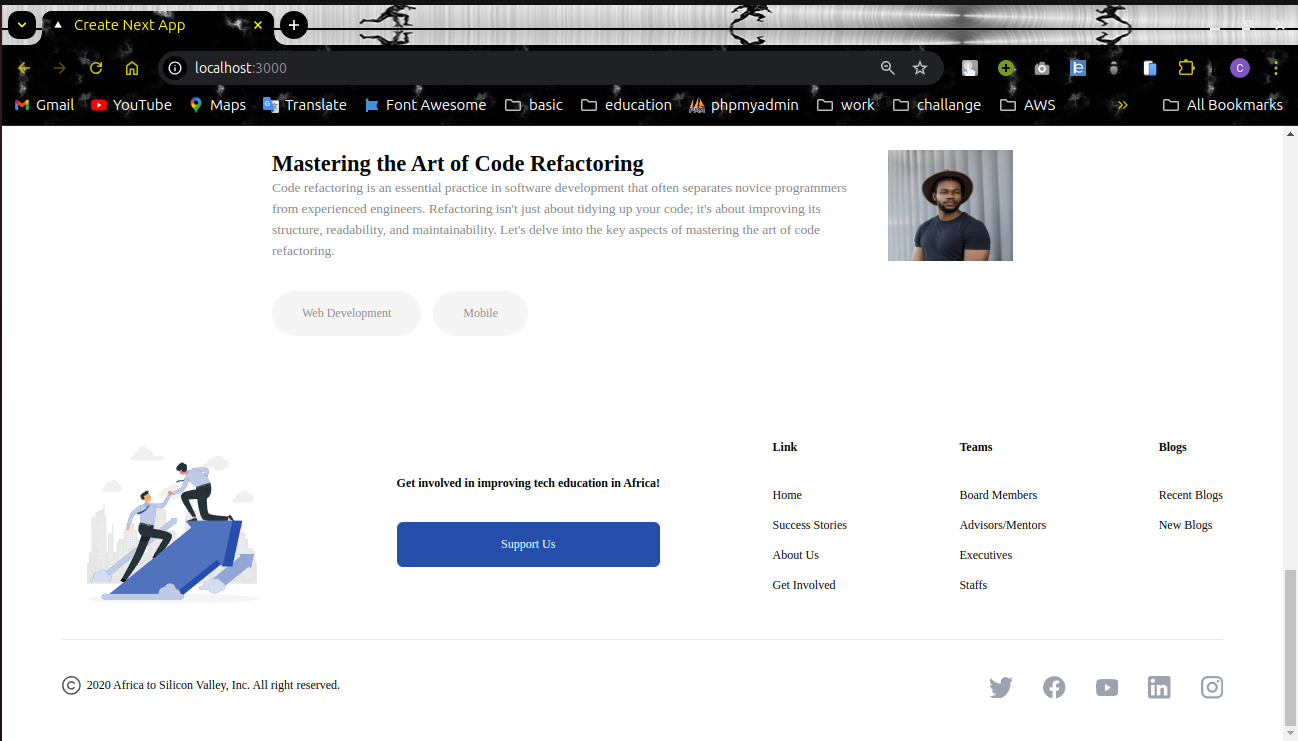 Create Next App
localhost:3000
C
Gmail
YouTube
Maps
Translate
Font Awesome
basic
education
phpmyadmin
work
challange
AWS
All Bookmarks
Mastering the Art of Code Refactoring
Code refactoring is an essential practice in software development that often separates novice programmers
from experienced engineers. Refactoring isn't just about tidying up your code; it's about improving its
structure, readability, and maintainability. Let's delve into the key aspects of mastering the art of code
refactoring.
Web Development
Mobile
Get involved in improving tech education in Africa!
Support Us
Link
Home
Success Stories
About Us
Get Involved
Teams
Board Members
Advisors/Mentors
Executives
Staffs
Blogs
Recent Blogs
New Blogs
© 2020 Africa to Silicon Valley, Inc. All right reserved.